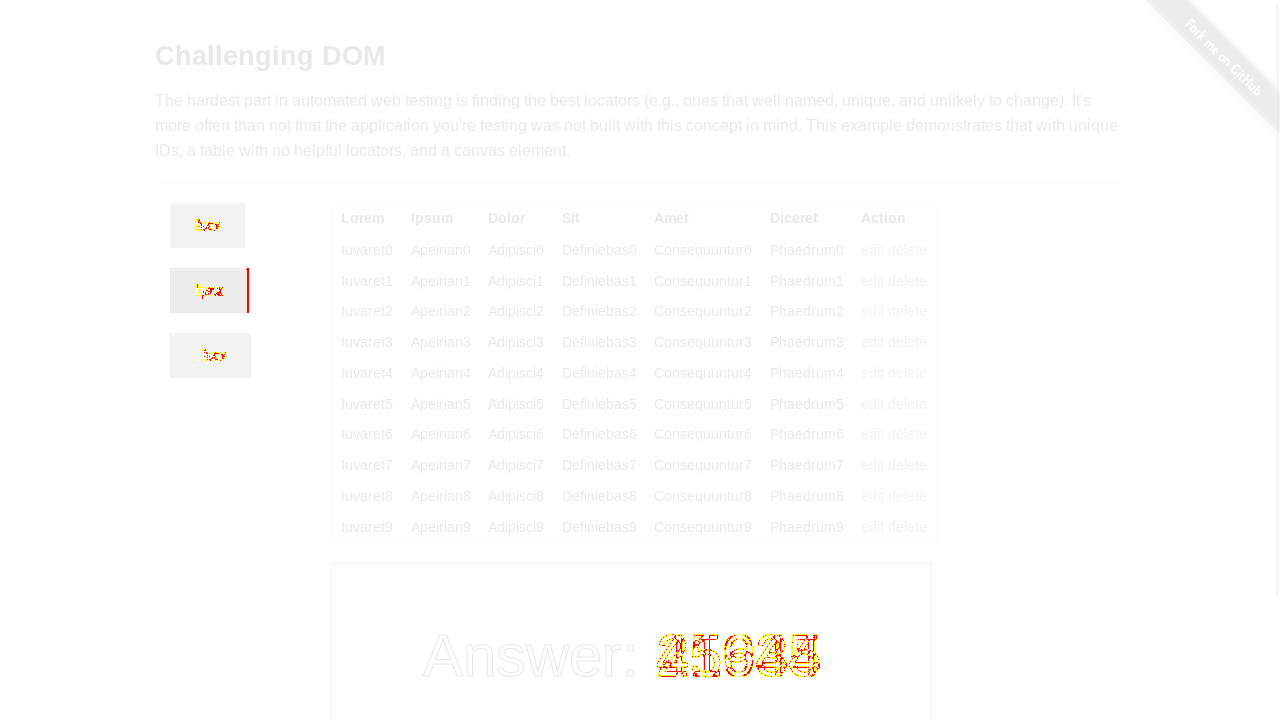 Fork me on GitHub
Challenging DOM
The hardest part in automated web testing is finding the best locators (e.g., ones that well named, unique, and unlikely to change). It's
more often than not that the application you're testing was not built with this concept in mind. This example demonstrates that with unique
IDs, a table with no helpful locators, and a canvas element.
Lorem Ipsum Dolor Sit Amet Diceret Action
Iuvaret0 Apeirian0 Adipisci0 Definiebas0 Consequuntur0 Phaedrum0 edit delete
Iuvaret1 Apeirian1 Adipisci1 Definiebas1 Consequuntur1 Phaedrum1 edit delete
Iuvaret2 Apeirian2 Adipisci2 Definiebas2 Consequuntur2 Phaedrum2 edit delete
Iuvaret3 Apeirian3 Adipisci3 Definiebas3 Consequuntur3 Phaedrum3 edit delete
Iuvaret4 Apeirian4 Adipisci4 Definiebas4 Consequuntur4 Phaedrum4 edit delete
Iuvaret5 Apeirian5 Adipisci5 Definiebas5 Consequuntur5 Phaedrum5 edit delete
Iuvaret6 Apeirian6 Adipisci6 Definiebas6 Consequuntur6 Phaedrum6 edit delete
Iuvaret7 Apeirian7 Adipisci7 Definiebas7 Consequuntur7 Phaedrum7 edit delete
Iuvaret8 Apeirian8 Adipisci8 Definiebas8 Consequuntur8 Phaedrum8 edit delete
Iuvaret9 Apeirian9 Adipisci9 Definiebas9 Consequuntur9 Phaedrum9 edit delete
Answer: